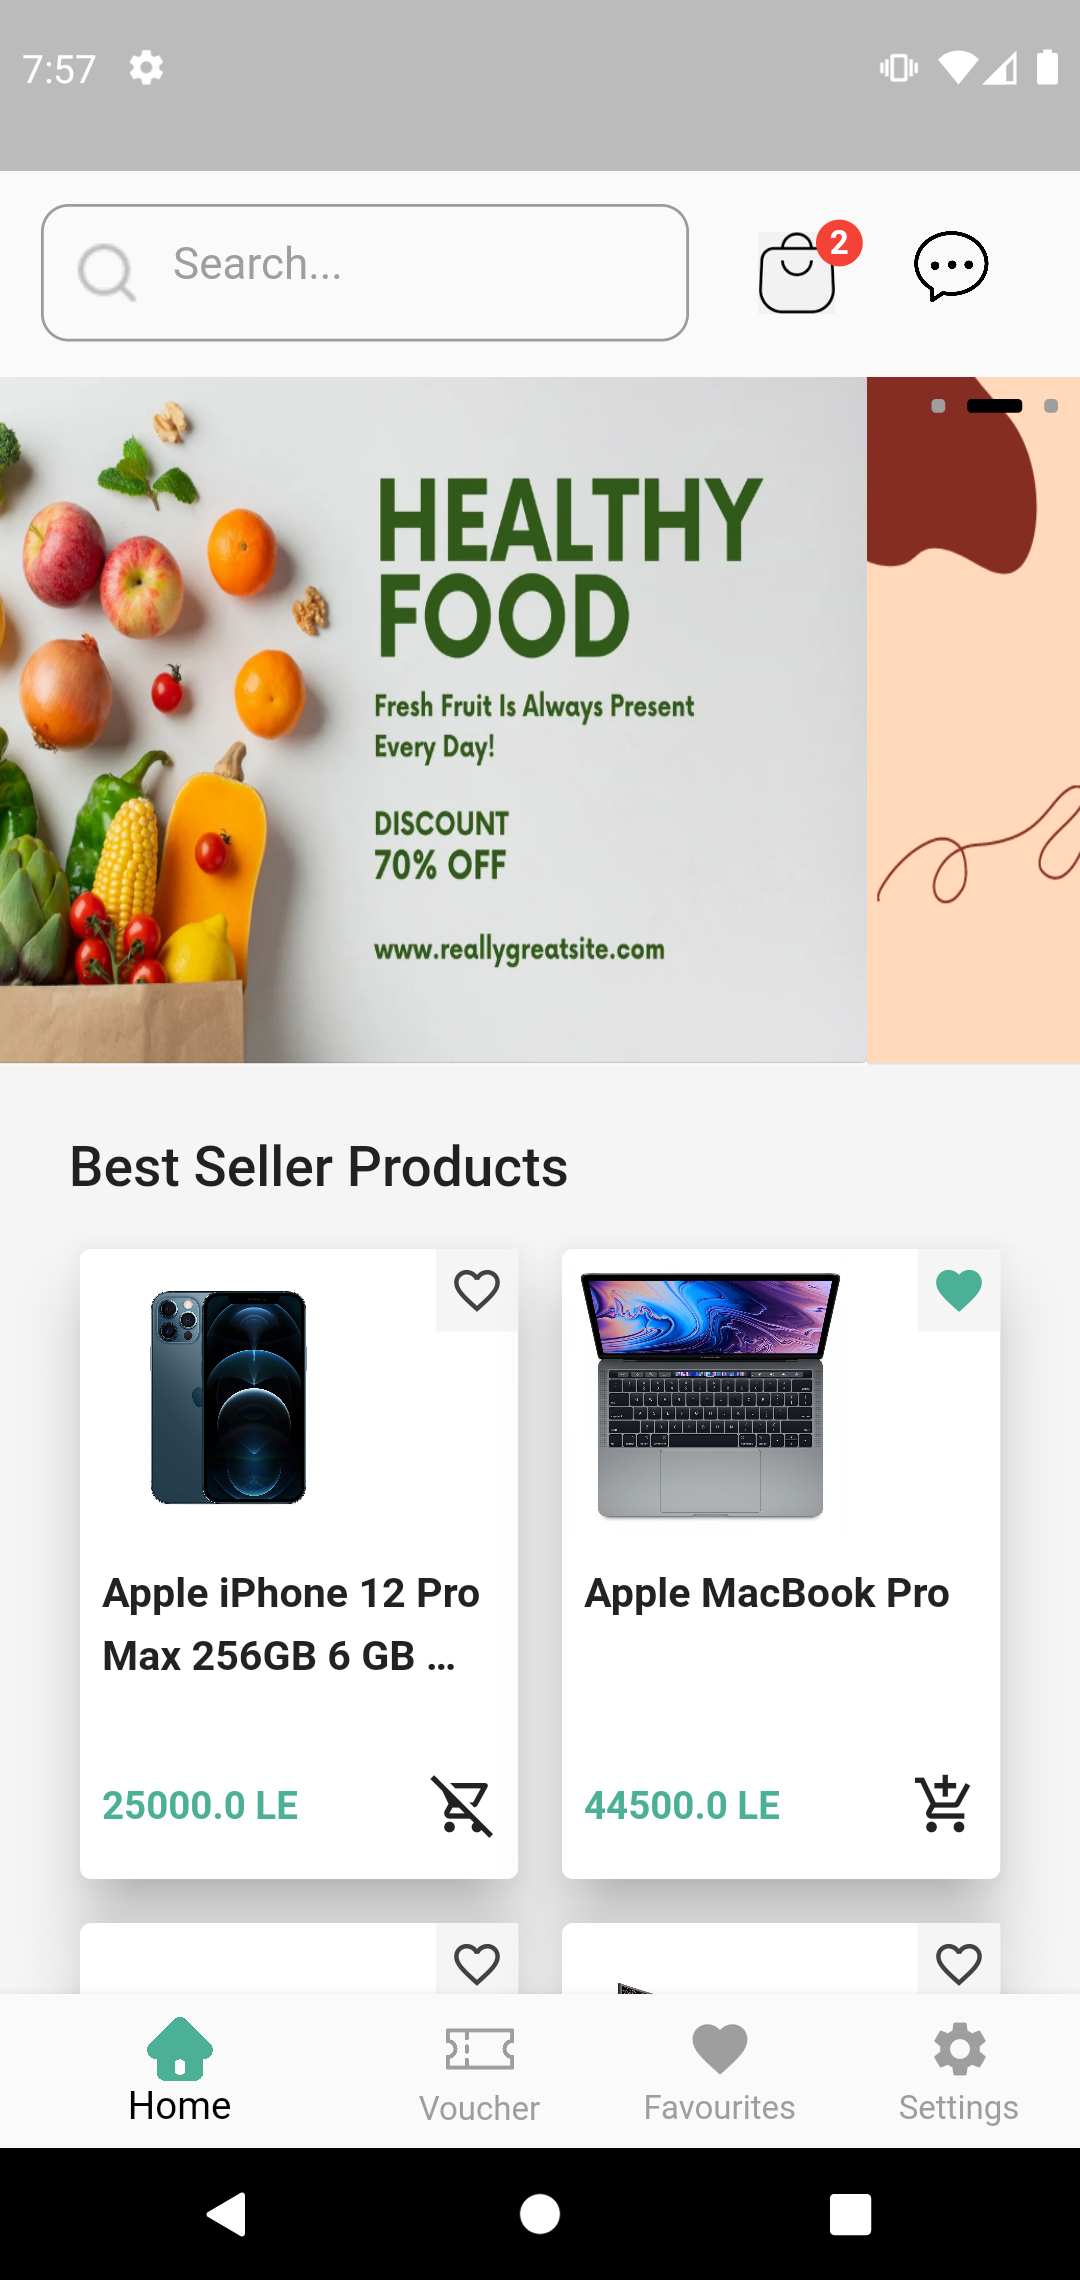 7:57
Search...
2
HEALTHY
FOOD
Fresh Fruit Is Always Present
Every Day!
DISCOUNT
70% OFF
www.reallygreatsite.com
Best Seller Products
Apple iPhone 12 Pro
Max 256GB 6 GB ...
25000.0 LE
Apple MacBook Pro
44500.0 LE
Home
Voucher
Favourites
Settings